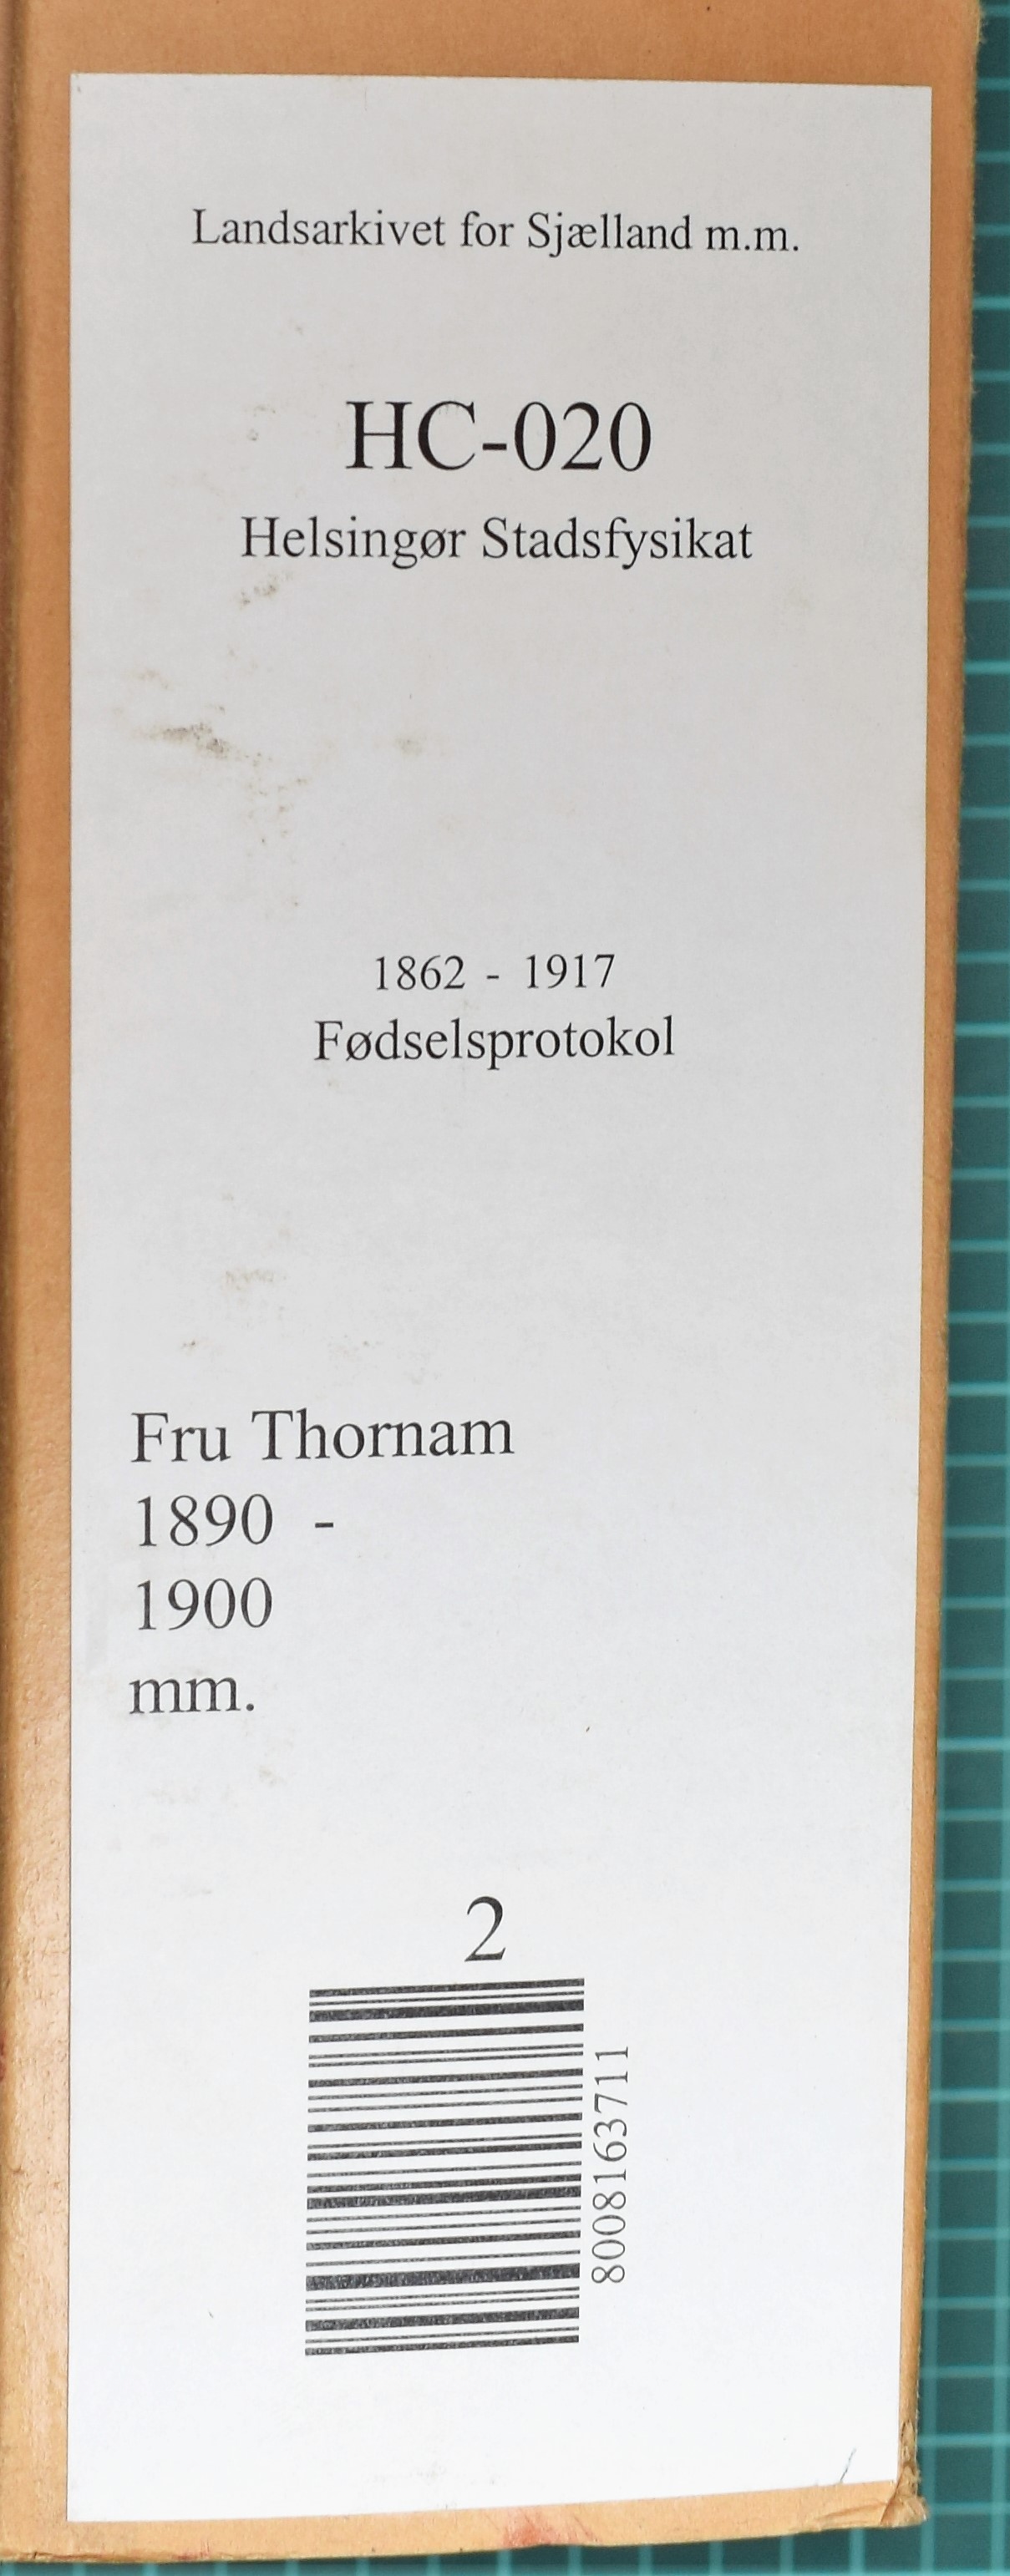 Landsarkivet for Sjælland m.m.
HC-020
Helsingør Stadsfysikat
1862 - 1917
Fødselsprotokol
Fru Thornam
1890 -
1900
mm.
2
8008163711